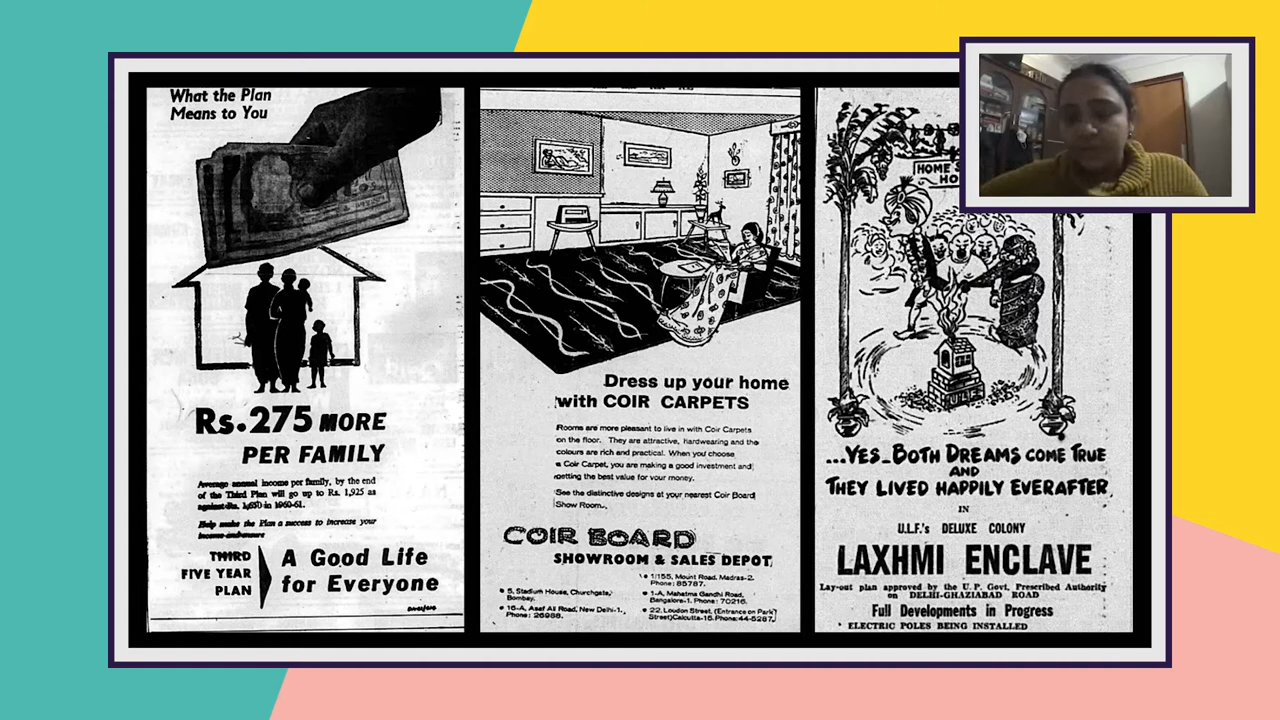 What the Plan
Means to You
Rs. 275 MORE
PER FAMILY
Average annual income per family, by the end
of the Third Plan will go up to Rs. 1,925 as
against Rs. 1,650 in 1960-61.
Help make the Plan a success to increase your
THIRD
FIVE YEAR
PLAN
A Good Life
for Everyone
Dress up your home
with COIR CARPETS
Rooms are more pleasant to live in with Coir Carpets
on the floor. They are attractive, hardwearing and the
colours are rich and practical. When you choose
a Coir Carpet, you are making a good investment and
getting the best value for your money.
See the distinctive designs at your nearest Coir Board
Show Room.
COIR BOARD
SHOWROOM & SALES DEPOT
• 5, Stadium House, Churchgate,
Bombay.
• 16-A, Asaf Ali Road, New Delhi-1.
Phone: 26988.
• 1/155, Mount Road, Madras-2.
Phone: 85787.
• 1-A, Mahatma Gandhi Road,
Bangalore-1. Phone: 70216.
• 22, Loudon Street, (Entrance on Park
Street) Calcutta-16. Phone: 44-6287
HOME
...YES_BOTH DREAMS COME TRUE
AND
THEY LIVED HAPPILY EVERAFTER
IN
U.L.F.'s DELUXE COLONY
LAXHMI ENCLAVE
Lay-out plan approved by the U. P. Govt. Prescribed Authority
on DELHI-GHAZIABAD ROAD
Full Developments in Progress
• ELECTRIC POLES BEING INSTALLED